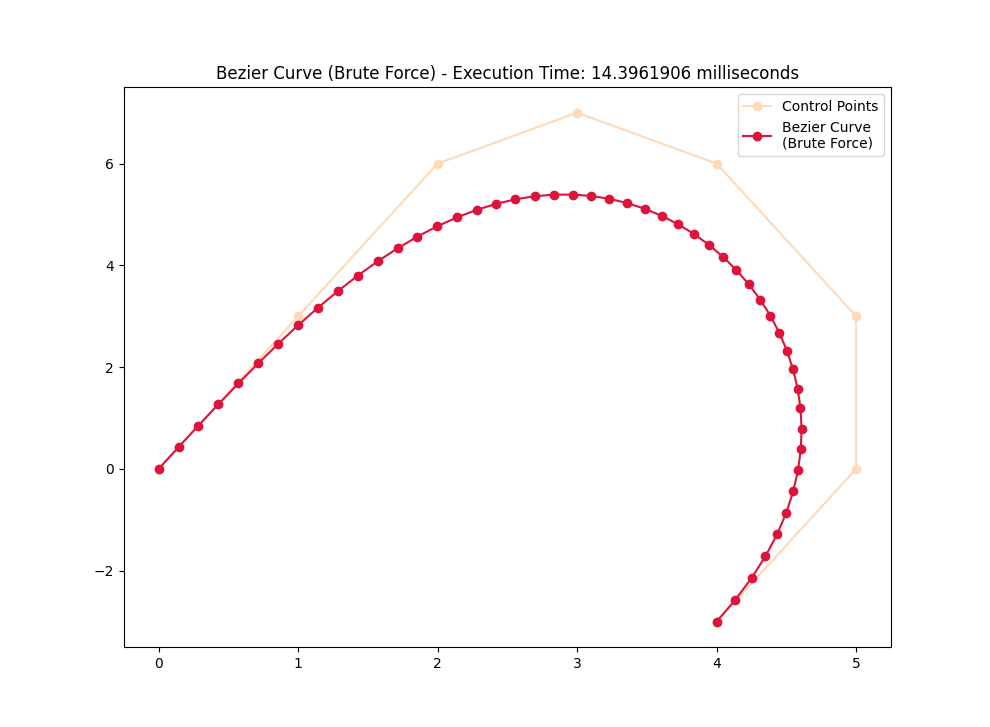 Bezier Curve (Brute Force) - Execution Time: 14.3961906 milliseconds
Control Points
Bezier Curve
(Brute Force)
6
4
2
0
−2
0 1 2 3 4 5